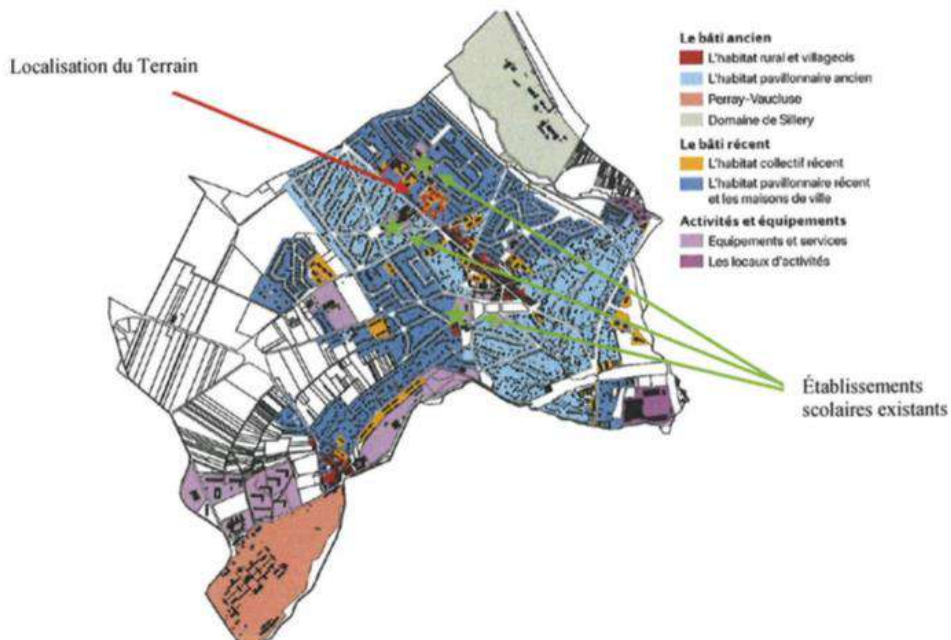 Localisation du Terrain
Le bâti ancien
L'habitat rural et villageois
L'habitat pavillonnaire ancien
Perray-Vaucluse
Domaine de Sillery
Le bâti récent
L'habitat collectif récent
L'habitat pavillonnaire récent
et les maisons de ville
Activités et équipements
Equipements et services
Les locaux d'activités
Établissements
scolaires existants